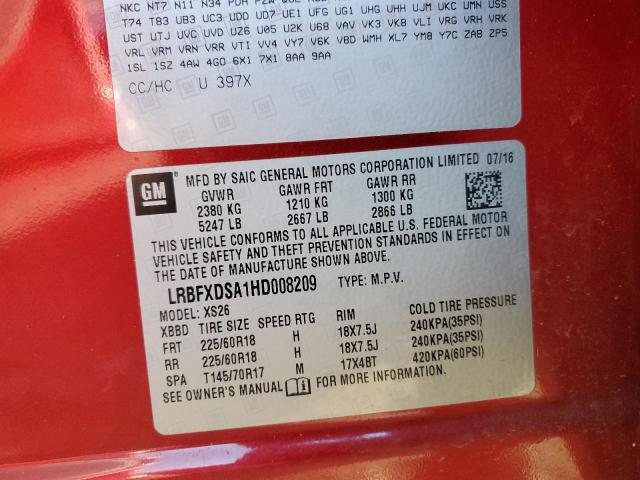 NKC NT7 N11 N34 PDH PZW
T74 T83 UB3 UC3 UDD UD7 UE1 UFG UG1 UHG UHH UJM UKC UMN USS
UST UTJ UVC UVD UZ6 U05 U2K U68 VAV VK3 VK8 VLI VRG VRH VRK
VRL VRM VRN VRR VTI VV4 VY7 V6K VBD WMH XL7 YM8 Y7C ZAB ZP5
1SL 1SZ 4AW 4GO 6X1 7X1 8AA 9AA
CC/HC U 397X
GM
MFD BY SAIC GENERAL MOTORS CORPORATION LIMITED 07/16
GVWR GAWR FRT GAWR RR
2380 KG 1210 KG 1300 KG
5247 LB 2667 LB 2866 LB
THIS VEHICLE CONFORMS TO ALL APPLICABLE U.S. FEDERAL MOTOR
VEHICLE SAFETY AND THEFT PREVENTION STANDARDS IN EFFECT ON
THE DATE OF MANUFACTURE SHOWN ABOVE.
LRBFXDSA1HD008209 TYPE: M.P.V.
MODEL: XS26
XBBD TIRE SIZE SPEED RTG RIM COLD TIRE PRESSURE
FRT 225/60R18 H 18X7.5J 240KPA(35PSI)
RR 225/60R18 H 18X7.5J 240KPA(35PSI)
SPA T145/70R17 M 17X4BT 420KPA(60PSI)
SEE OWNER'S MANUAL FOR MORE INFORMATION.